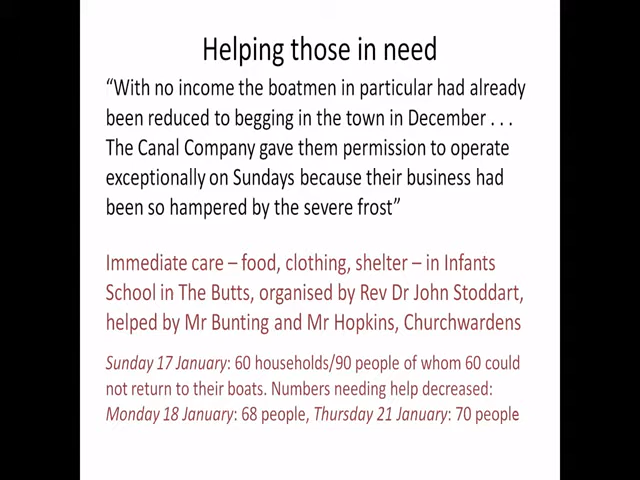 Helping those in need
“With no income the boatmen in particular had already
been reduced to begging in the town in December . . .
The Canal Company gave them permission to operate
exceptionally on Sundays because their business had
been so hampered by the severe frost”
Immediate care – food, clothing, shelter – in Infants
School in The Butts, organised by Rev Dr John Stoddart,
helped by Mr Bunting and Mr Hopkins, Churchwardens
Sunday 17 January: 60 households/90 people of whom 60 could
not return to their boats. Numbers needing help decreased:
Monday 18 January: 68 people, Thursday 21 January: 70 people